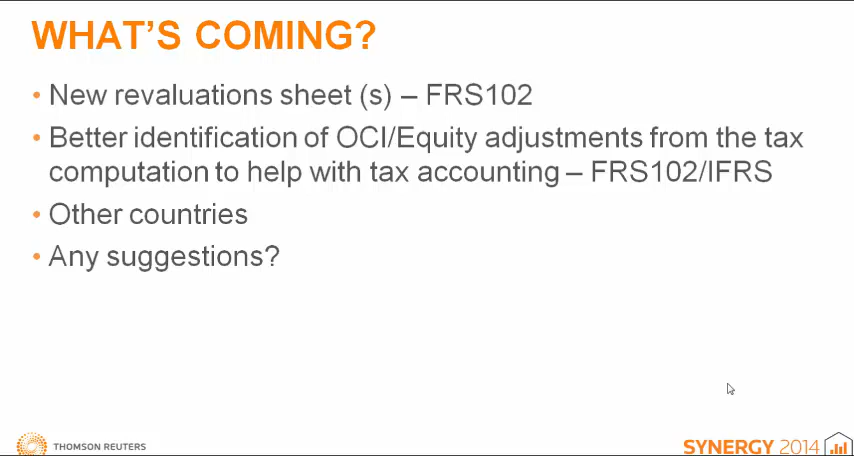 WHAT'S COMING?
• New revaluations sheet (s) – FRS102
• Better identification of OCI/Equity adjustments from the tax
computation to help with tax accounting – FRS102/IFRS
• Other countries
• Any suggestions?
THOMSON REUTERS
SYNERGY 2014